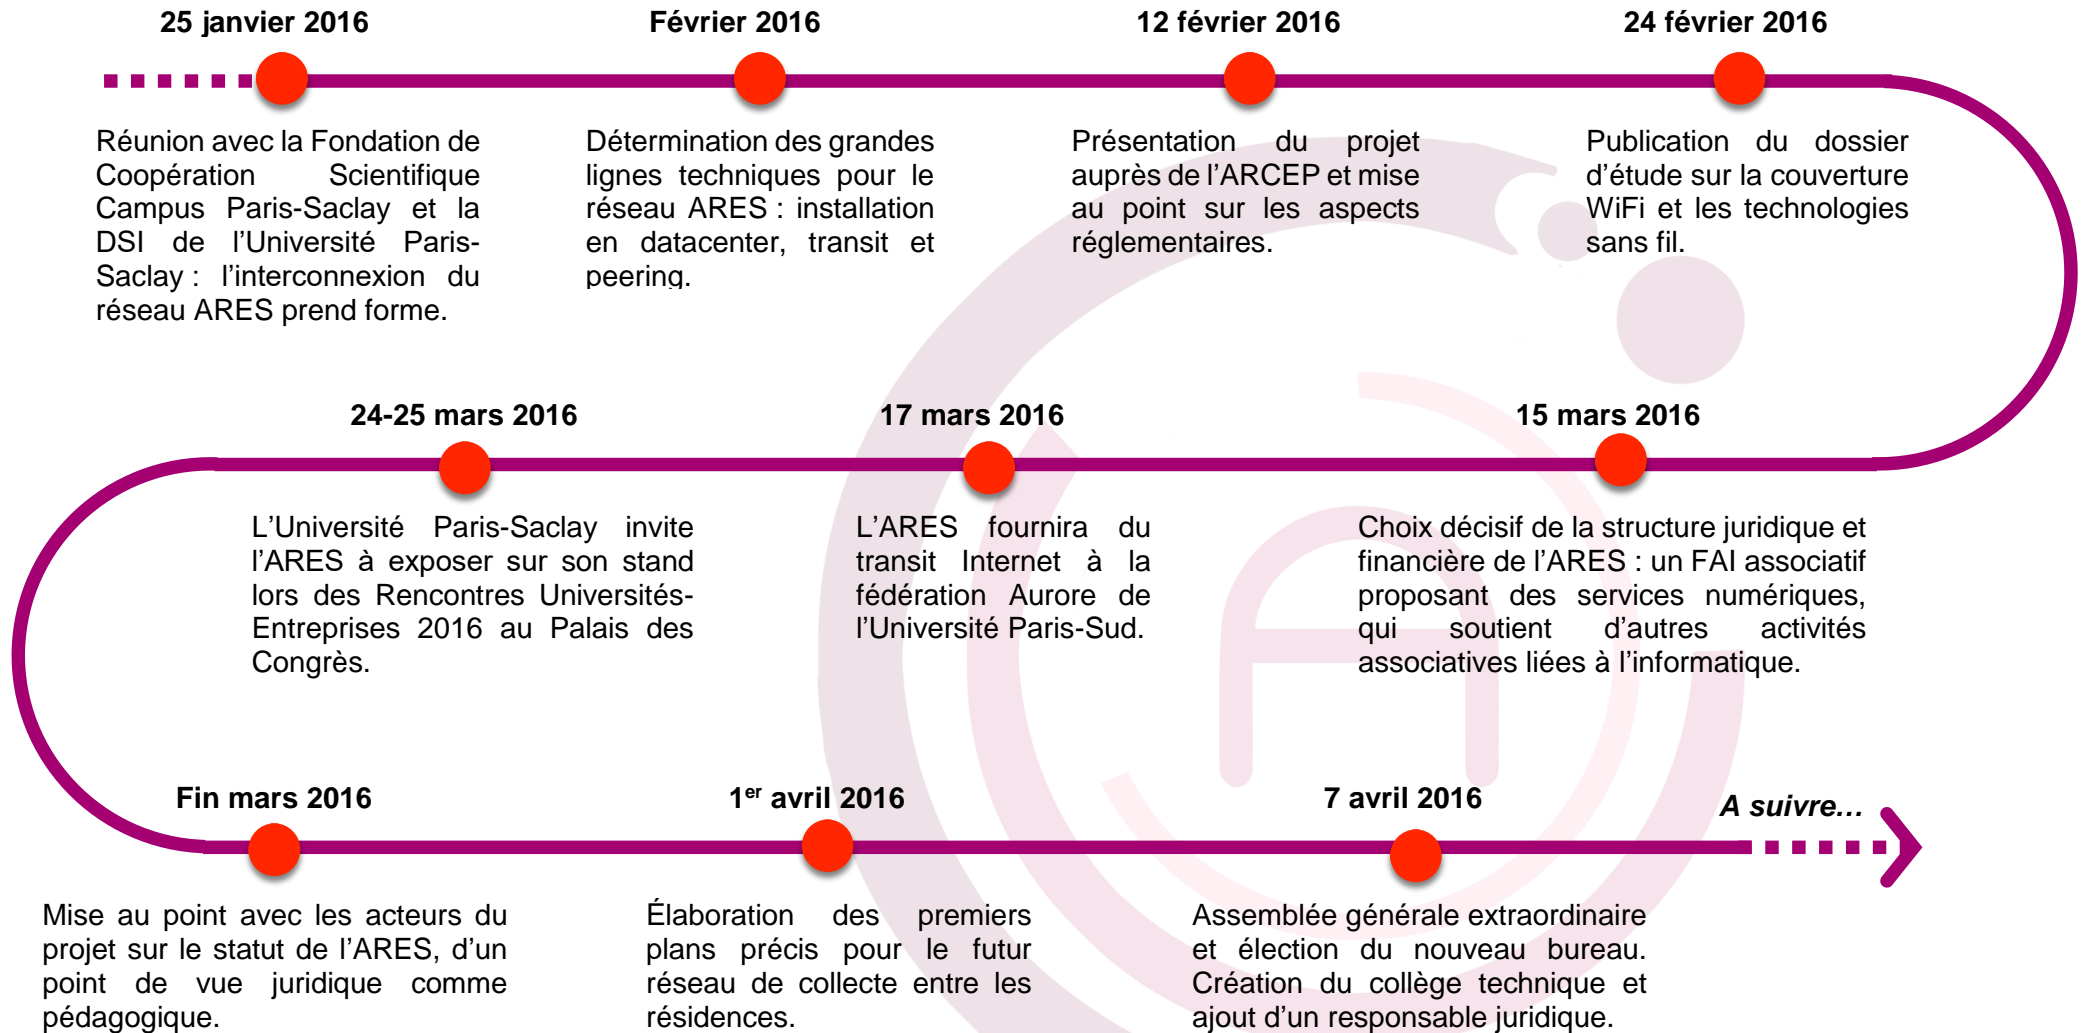 25 janvier 2016
Réunion avec la Fondation de
Coopération Scientifique
Campus Paris-Saclay et la
DSI de l’Université Paris-
Saclay : l’interconnexion du
réseau ARES prend forme.
Février 2016
Détermination des grandes
lignes techniques pour le
réseau ARES : installation
en datacenter, transit et
peering.
12 février 2016
Présentation du projet
auprès de l’ARCEP et mise
au point sur les aspects
réglementaires.
24 février 2016
Publication du dossier
d’étude sur la couverture
WiFi et les technologies
sans fil.
15 mars 2016
Choix décisif de la structure juridique et
financière de l’ARES : un FAI associatif
proposant des services numériques,
qui soutient d’autres activités
associatives liées à l’informatique.
17 mars 2016
L’ARES fournira du
transit Internet à la
fédération Aurore de
l’Université Paris-Sud.
24-25 mars 2016
L’Université Paris-Saclay invite
l’ARES à exposer sur son stand
lors des Rencontres Universités-
Entreprises 2016 au Palais des
Congrès.
Fin mars 2016
Mise au point avec les acteurs du
projet sur le statut de l’ARES, d’un
point de vue juridique comme
pédagogique.
1er avril 2016
Élaboration des premiers
plans précis pour le futur
réseau de collecte entre les
résidences.
7 avril 2016
Assemblée générale extraordinaire
et élection du nouveau bureau.
Création du collège technique et
ajout d’un responsable juridique.
A suivre…